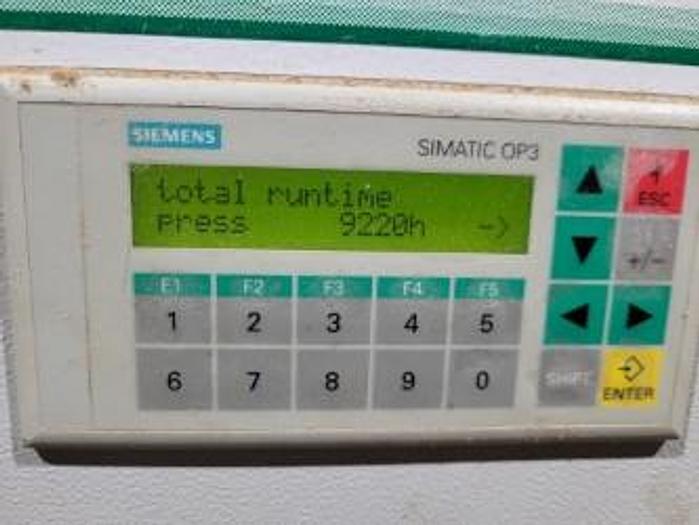 SIEMENS
SIMATIC OP3
total runtime
press 9220h ->
F1 F2 F3 F4 F5
1 2 3 4 5
6 7 8 9 0
ESC
+/-
SHIFT
ENTER